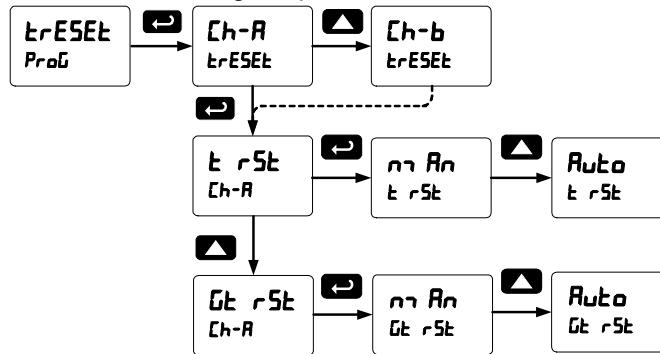 trESEt
ProG
Ch-A
trESEt
Ch-b
trESEt
t rSt
Ch-A
mAn
t rSt
Auto
t rSt
Gt rSt
Ch-A
mAn
Gt rSt
Auto
Gt rSt